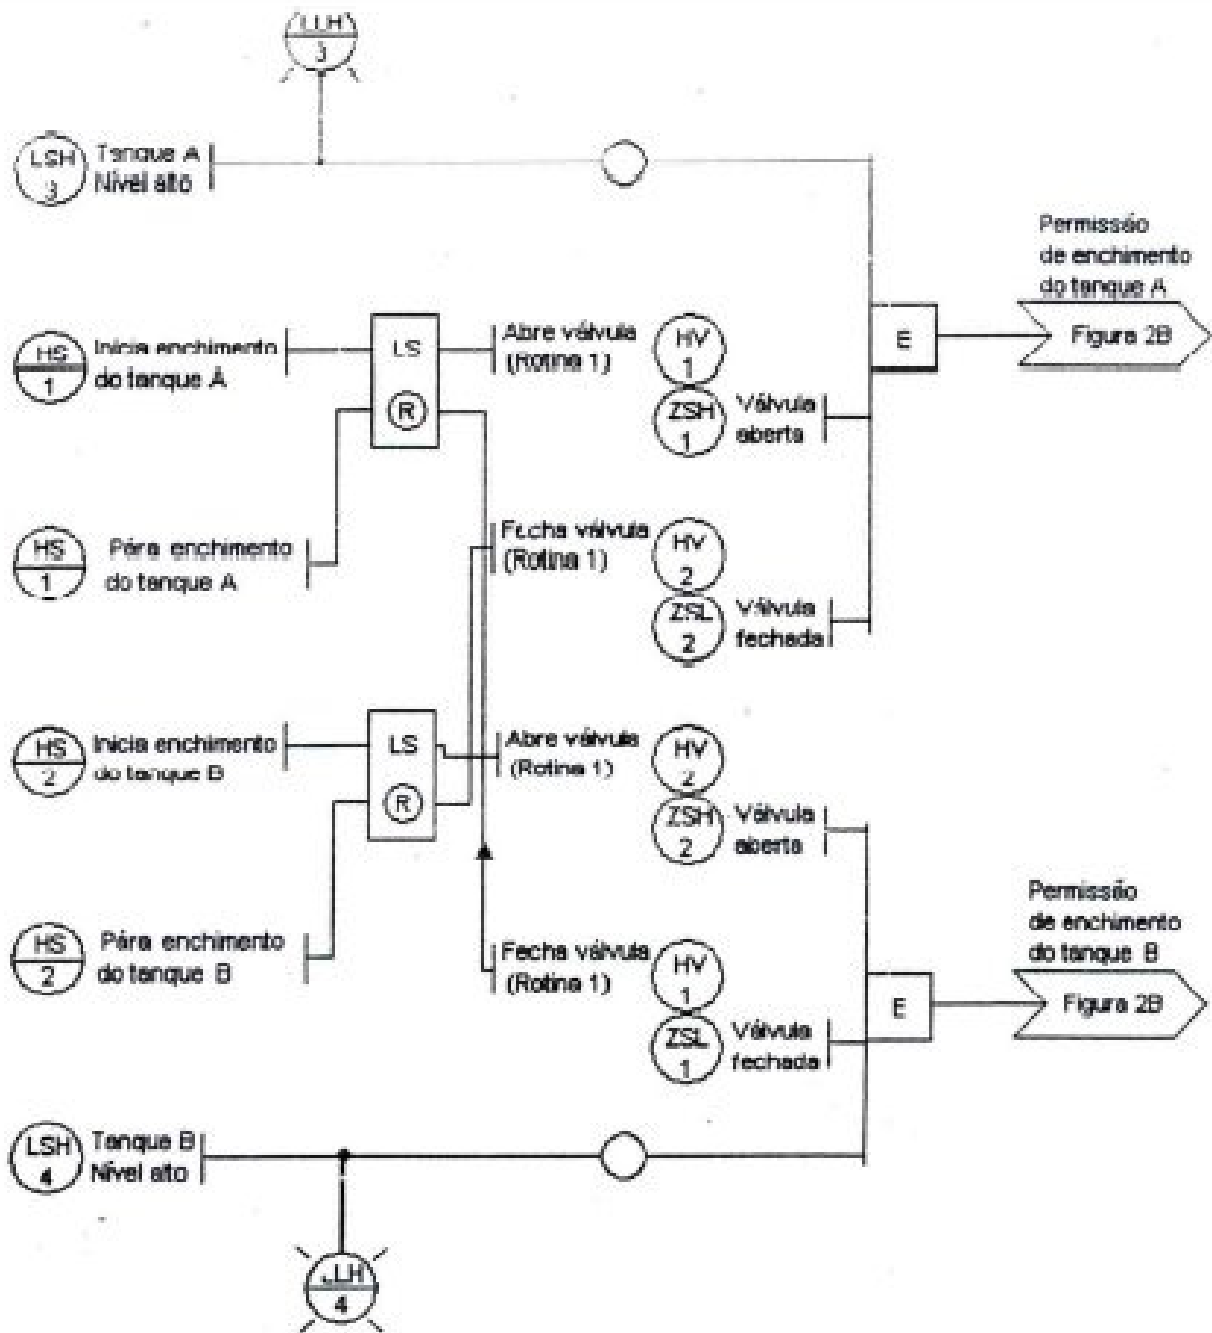 LLH
3
LSH
3
Tanque A
Nível alto
Permissão
de enchimento
do tanque A
Figura 2B
E
HS
1
Inicia enchimento
do tanque A
LS
R
Abre válvula
(Rotina 1)
HV
1
ZSH
1
Válvula
aberta
HS
1
Pára enchimento
do tanque A
Fecha válvula
(Rotina 1)
HV
2
ZSL
2
Válvula
fechada
HS
2
Inicia enchimento
do tanque B
LS
R
Abre válvula
(Rotina 1)
HV
2
ZSH
2
Válvula
aberta
Permissão
de enchimento
do tanque B
Figura 2B
E
HS
2
Pára enchimento
do tanque B
Fecha válvula
(Rotina 1)
HV
1
ZSL
1
Válvula
fechada
LSH
4
Tanque B
Nível alto
LLH
4